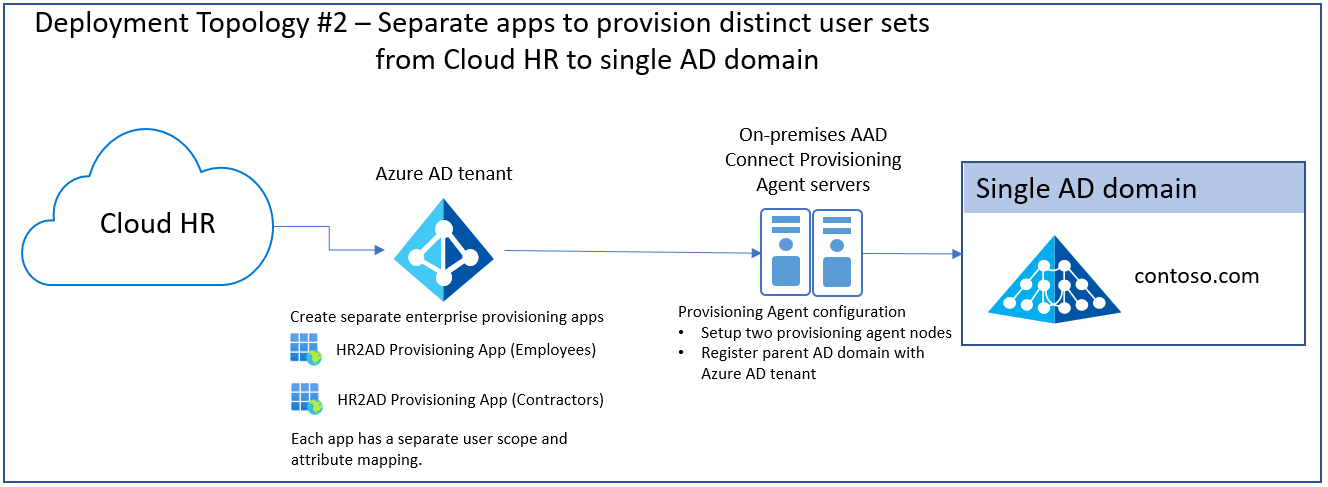 Deployment Topology #2 – Separate apps to provision distinct user sets
from Cloud HR to single AD domain
Cloud HR
Azure AD tenant
Create separate enterprise provisioning apps
HR2AD Provisioning App (Employees)
HR2AD Provisioning App (Contractors)
Each app has a separate user scope and
attribute mapping.
On-premises AAD
Connect Provisioning
Agent servers
Provisioning Agent configuration
• Setup two provisioning agent nodes
• Register parent AD domain with
Azure AD tenant
Single AD domain
contoso.com